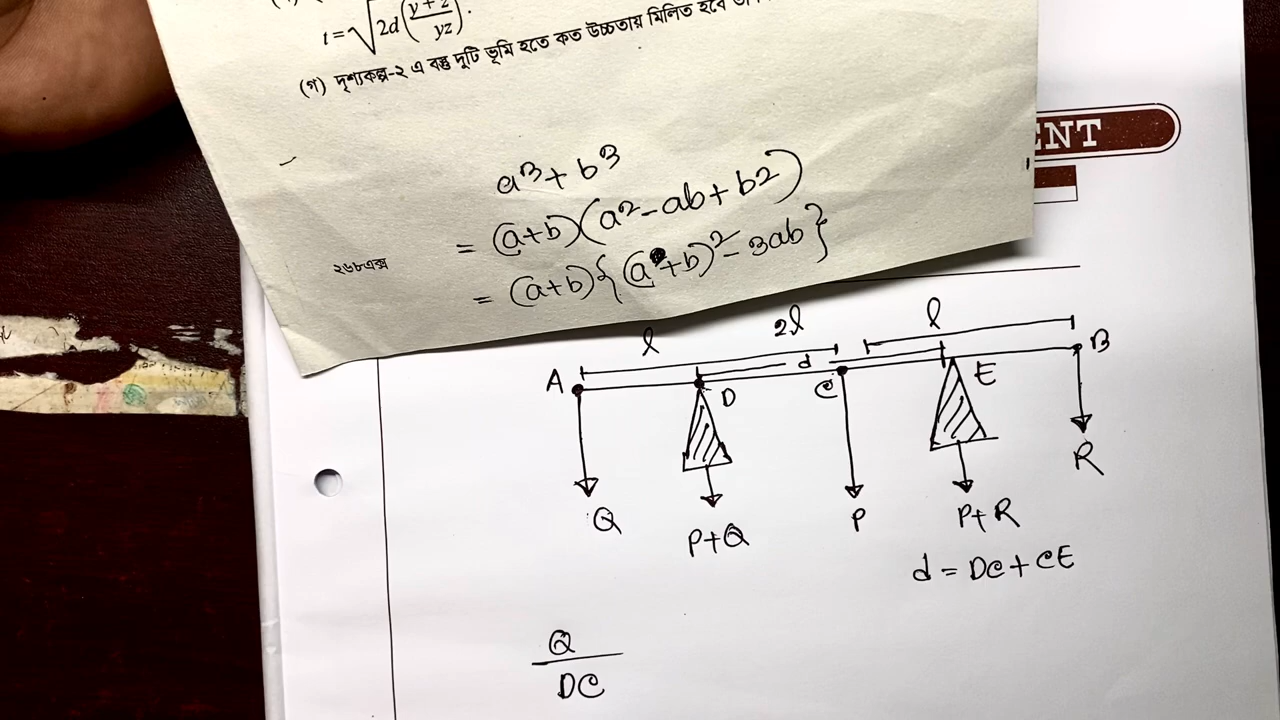 t=√2d(y+z/yz).
(গ) দৃশ্যকল্প-২ এ বস্তু দুটি ভূমি হতে কত উচ্চতায় মিলিত হবে
a³+b³
= (a+b)(a²-ab+b2)
= (a+b){(a+b)²-3ab}
২৬৮এক্স
ENT
l 2l l
A D d C E B
Q P+Q P P+R R
d = DC+CE
Q
DC